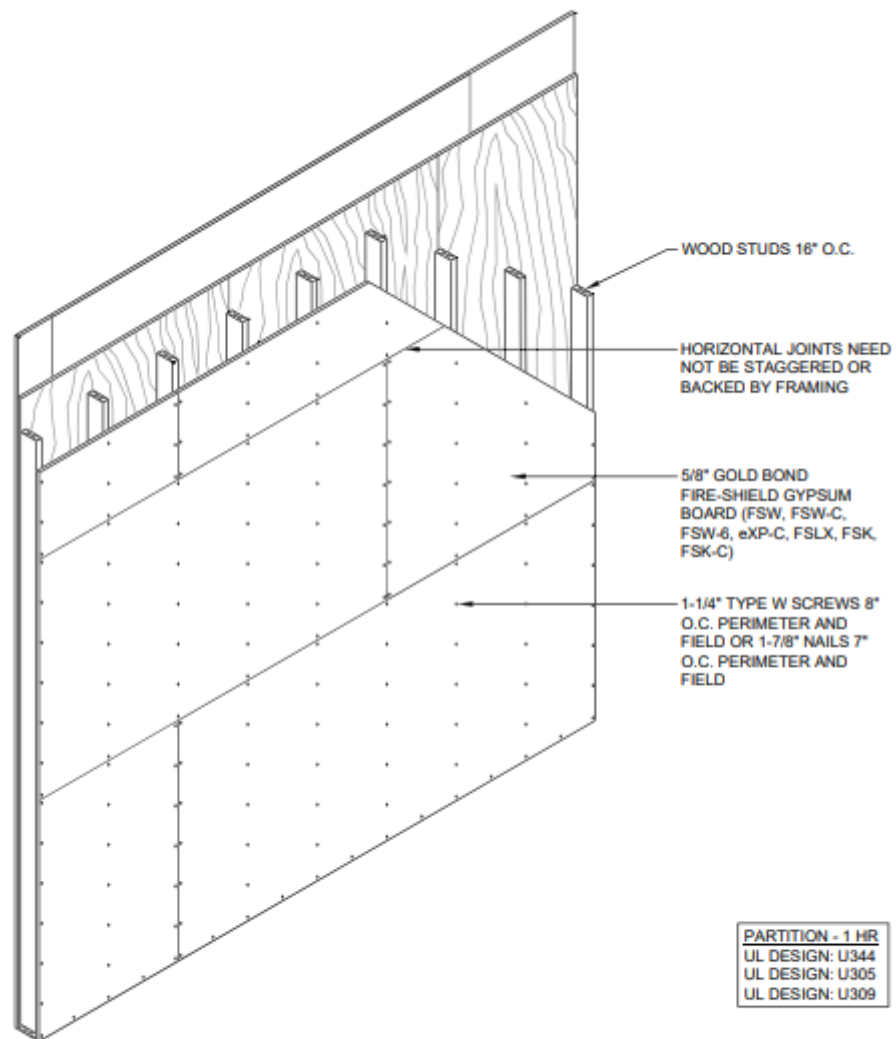 WOOD STUDS 16" O.C.
HORIZONTAL JOINTS NEED
NOT BE STAGGERED OR
BACKED BY FRAMING
5/8" GOLD BOND
FIRE-SHIELD GYPSUM
BOARD (FSW, FSW-C,
FSW-6, eXP-C, FSLX, FSK,
FSK-C)
1-1/4" TYPE W SCREWS 8"
O.C. PERIMETER AND
FIELD OR 1-7/8" NAILS 7"
O.C. PERIMETER AND
FIELD
PARTITION - 1 HR
UL DESIGN: U344
UL DESIGN: U305
UL DESIGN: U309